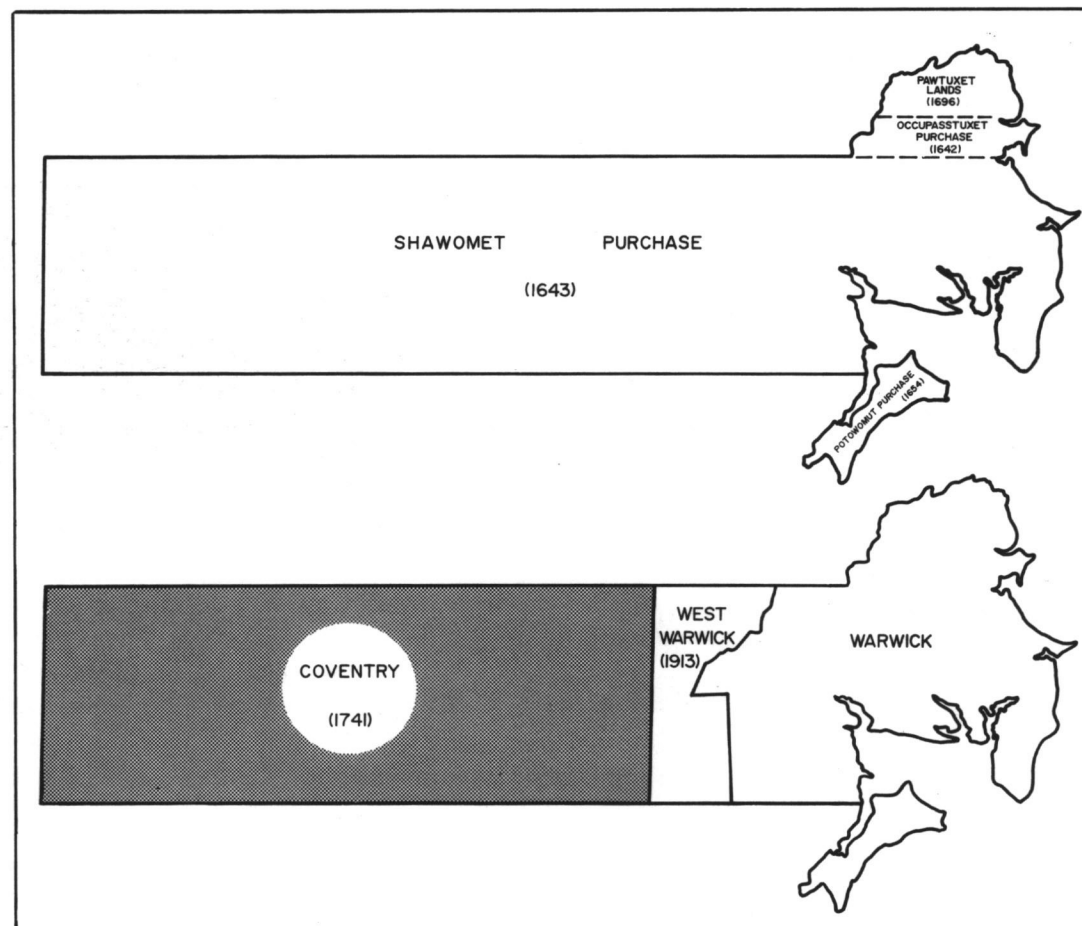 PAWTUXET
LANDS
(1696)
OCCUPASSTUXET
PURCHASE
(1642)
SHAWOMET PURCHASE
(1643)
POTOWOMUT PURCHASE
(1654)
COVENTRY
(1741)
WEST
WARWICK
(1913)
WARWICK